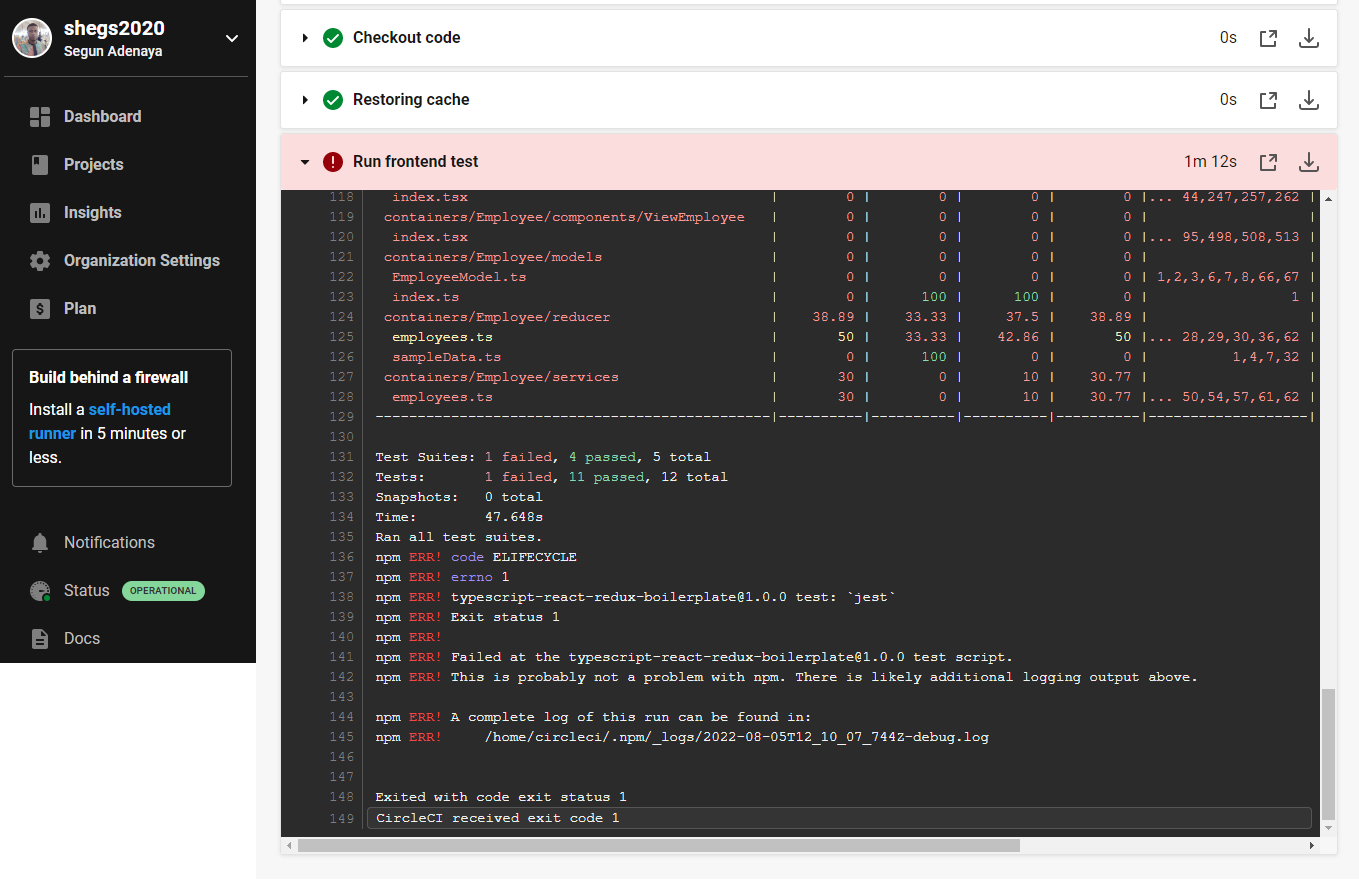 shegs2020
Segun Adenaya
Dashboard
Projects
Insights
Organization Settings
Plan
Build behind a firewall
Install a self-hosted
runner in 5 minutes or
less.
Notifications
Status OPERATIONAL
Docs
Checkout code 0s
Restoring cache 0s
Run frontend test 1m 12s
118 index.tsx | 0 | 0 | 0 | 0 |... 44,247,257,262 |
119 containers/Employee/components/ViewEmployee | 0 | 0 | 0 | 0 | |
120 index.tsx | 0 | 0 | 0 | 0 |... 95,498,508,513 |
121 containers/Employee/models | 0 | 0 | 0 | 0 | |
122 EmployeeModel.ts | 0 | 0 | 0 | 0 | 1,2,3,6,7,8,66,67 |
123 index.ts | 0 | 100 | 100 | 0 | 1 |
124 containers/Employee/reducer | 38.89 | 33.33 | 37.5 | 38.89 | |
125 employees.ts | 50 | 33.33 | 42.86 | 50 |... 28,29,30,36,62 |
126 sampleData.ts | 0 | 100 | 0 | 0 | 1,4,7,32 |
127 containers/Employee/services | 30 | 0 | 10 | 30.77 | |
128 employees.ts | 30 | 0 | 10 | 30.77 |... 50,54,57,61,62 |
129 -----------------------------------------------|----------|----------|----------|----------|-------------------|
130
131 Test Suites: 1 failed, 4 passed, 5 total
132 Tests: 1 failed, 11 passed, 12 total
133 Snapshots: 0 total
134 Time: 47.648s
135 Ran all test suites.
136 npm ERR! code ELIFECYCLE
137 npm ERR! errno 1
138 npm ERR! typescript-react-redux-boilerplate@1.0.0 test: `jest`
139 npm ERR! Exit status 1
140 npm ERR!
141 npm ERR! Failed at the typescript-react-redux-boilerplate@1.0.0 test script.
142 npm ERR! This is probably not a problem with npm. There is likely additional logging output above.
143
144 npm ERR! A complete log of this run can be found in:
145 npm ERR! /home/circleci/.npm/_logs/2022-08-05T12_10_07_744Z-debug.log
146
147
148 Exited with code exit status 1
149 CircleCI received exit code 1